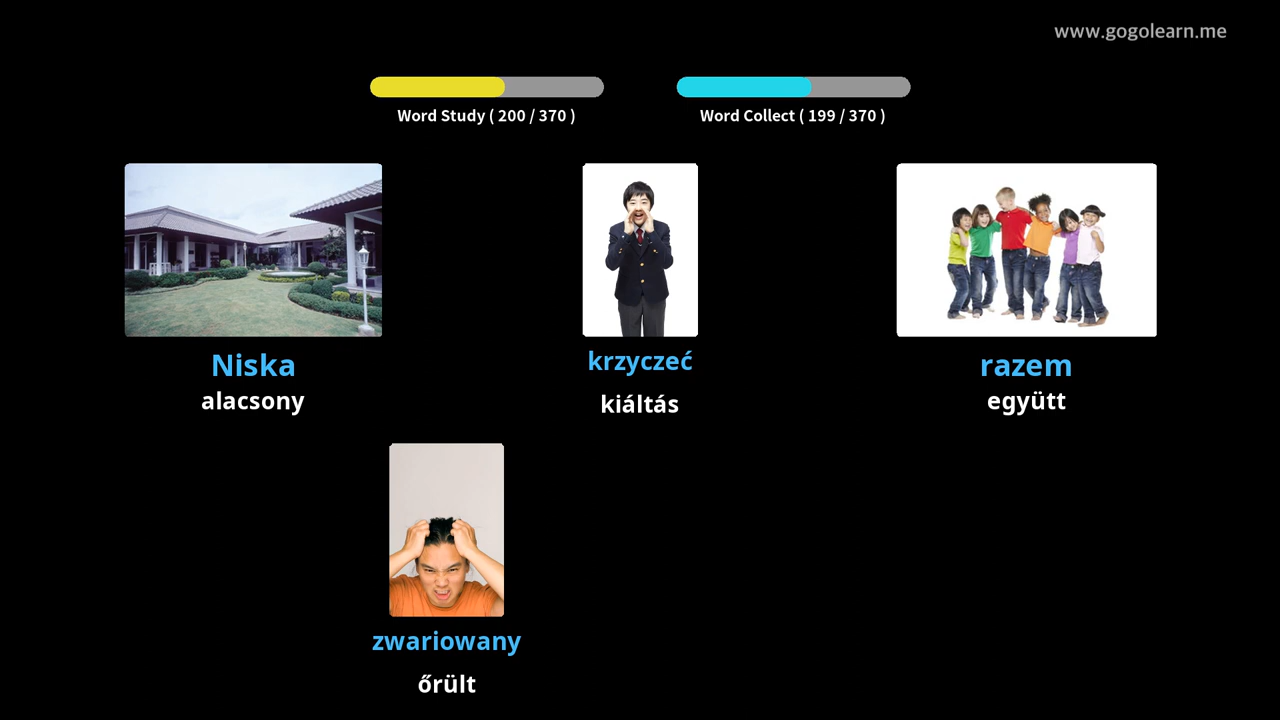 www.gogolearn.me
Word Study ( 200 / 370 )
Word Collect ( 199 / 370 )
Niska
alacsony
krzyczeć
kiáltás
razem
együtt
zwariowany
őrült